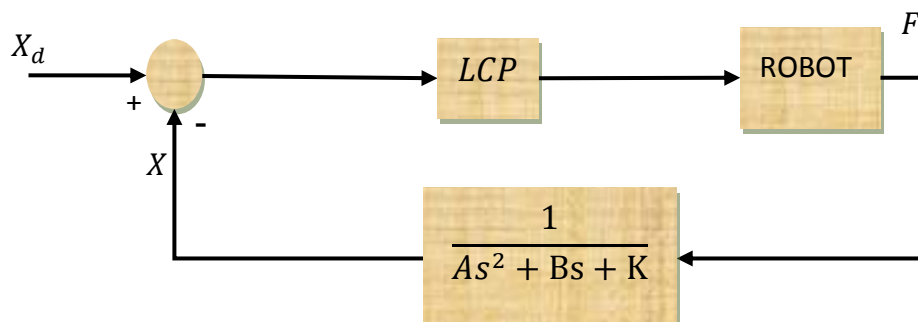 X_d
+
-
X
LCP
ROBOT
F
1
As² + Bs + K